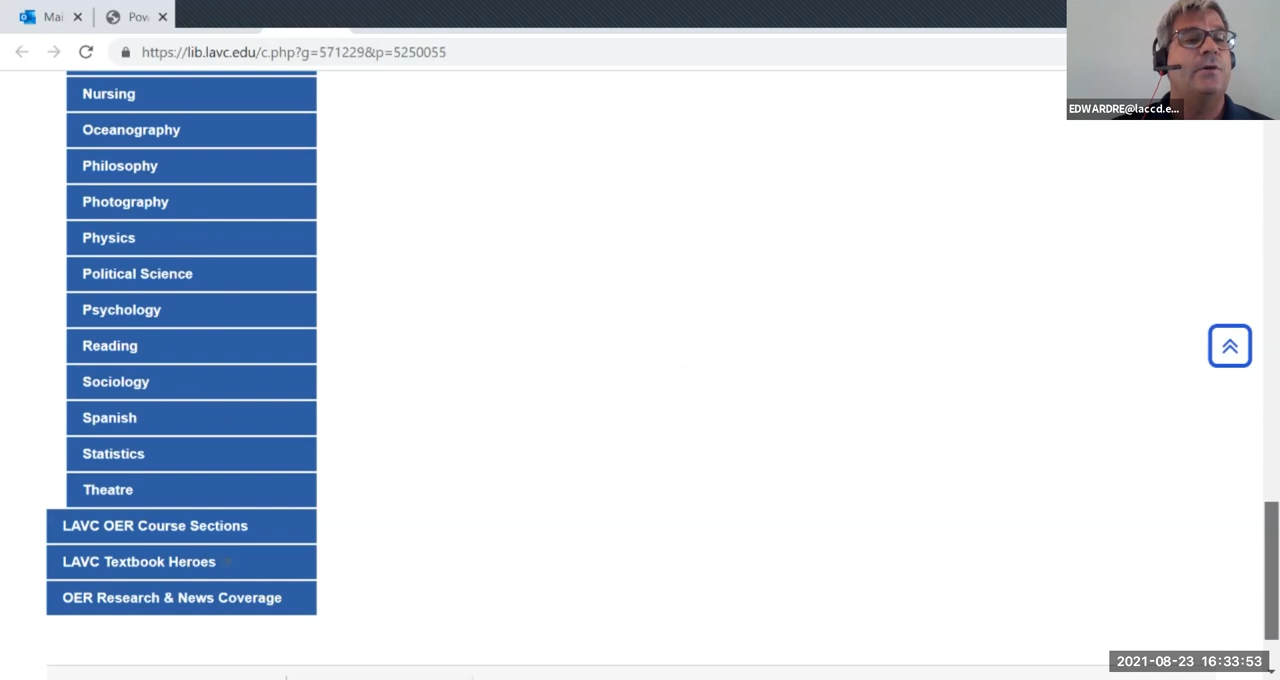 Mai
Pow
https://lib.lavc.edu/c.php?g=571229&p=5250055
EDWARDRE@laccd.e...
Nursing
Oceanography
Philosophy
Photography
Physics
Political Science
Psychology
Reading
Sociology
Spanish
Statistics
Theatre
LAVC OER Course Sections
LAVC Textbook Heroes
OER Research & News Coverage
2021-08-23 16:33:53